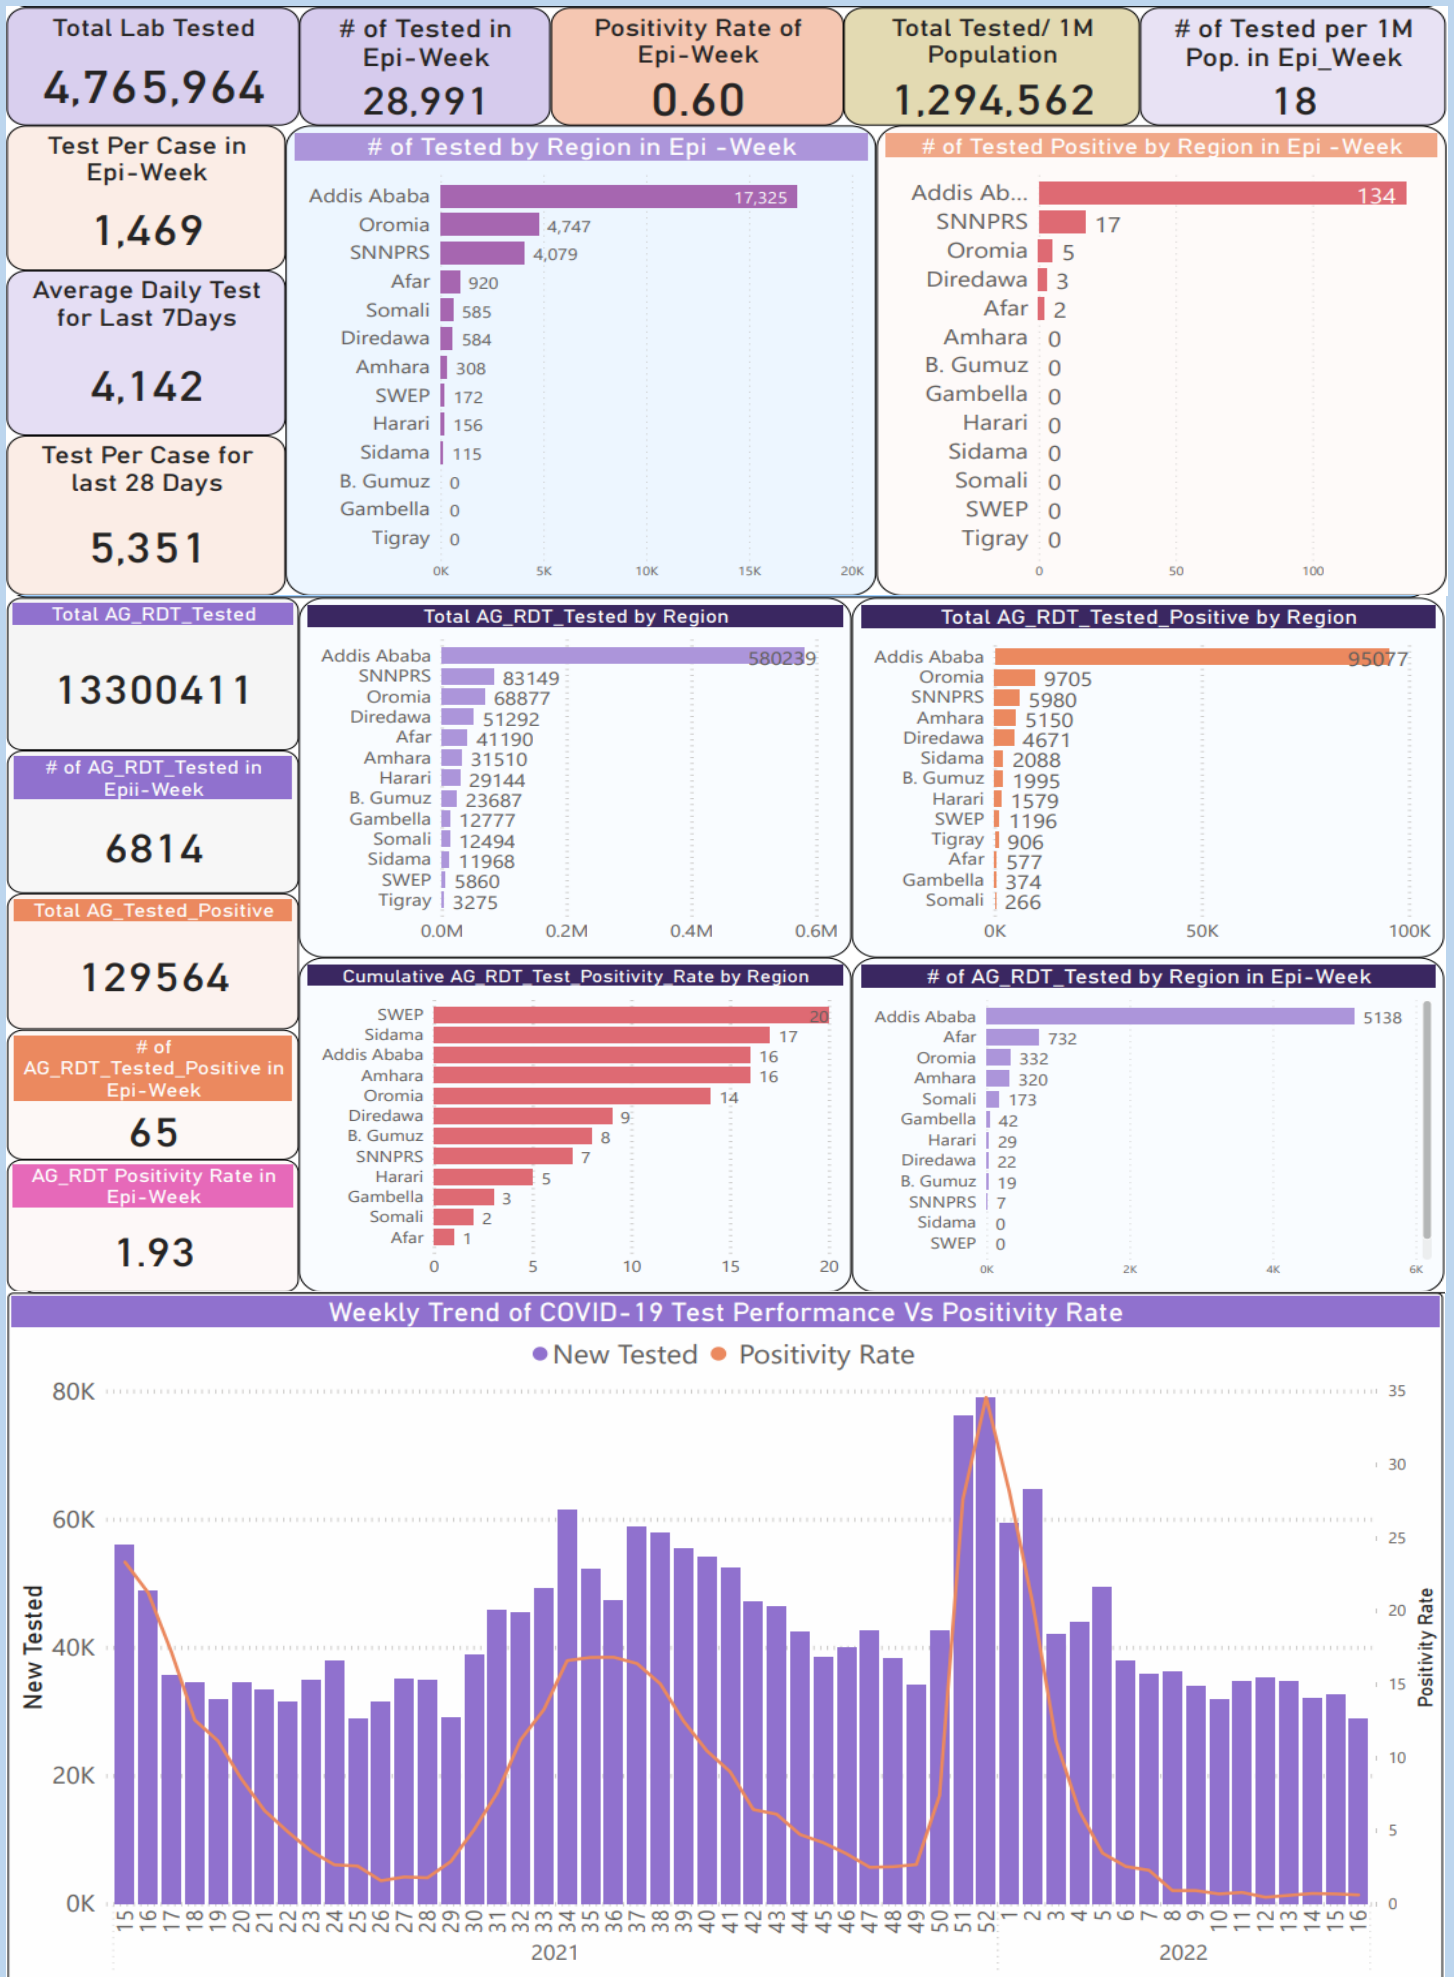 Total Lab Tested
4,765,964
# of Tested in
Epi-Week
28,991
Positivity Rate of
Epi-Week
0.60
Total Tested/ 1M
Population
1,294,562
# of Tested per 1M
Pop. in Epi_Week
18
Test Per Case in
Epi-Week
1,469
Average Daily Test
for Last 7Days
4,142
Test Per Case for
last 28 Days
5,351
# of Tested by Region in Epi -Week
Addis Ababa 17,325
Oromia 4,747
SNNPRS 4,079
Afar 920
Somali 585
Diredawa 584
Amhara 308
SWEP 172
Harari 156
Sidama 115
B. Gumuz 0
Gambella 0
Tigray 0
0K 5K 10K 15K 20K
# of Tested Positive by Region in Epi -Week
Addis Ab... 134
SNNPRS 17
Oromia 5
Diredawa 3
Afar 2
Amhara 0
B. Gumuz 0
Gambella 0
Harari 0
Sidama 0
Somali 0
SWEP 0
Tigray 0
0 50 100
Total AG_RDT_Tested
13300411
# of AG_RDT_Tested in
Epii-Week
6814
Total AG_Tested_Positive
129564
# of
AG_RDT_Tested_Positive in
Epi-Week
65
AG_RDT Positivity Rate in
Epi-Week
1.93
Total AG_RDT_Tested by Region
Addis Ababa 580239
SNNPRS 83149
Oromia 68877
Diredawa 51292
Afar 41190
Amhara 31510
Harari 29144
B. Gumuz 23687
Gambella 12777
Somali 12494
Sidama 11968
SWEP 5860
Tigray 3275
0.0M 0.2M 0.4M 0.6M
Total AG_RDT_Tested_Positive by Region
Addis Ababa 95077
Oromia 9705
SNNPRS 5980
Amhara 5150
Diredawa 4671
Sidama 2088
B. Gumuz 1995
Harari 1579
SWEP 1196
Tigray 906
Afar 577
Gambella 374
Somali 266
0K 50K 100K
Cumulative AG_RDT_Test_Positivity_Rate by Region
SWEP 20
Sidama 17
Addis Ababa 16
Amhara 16
Oromia 14
Diredawa 9
B. Gumuz 8
SNNPRS 7
Harari 5
Gambella 3
Somali 2
Afar 1
0 5 10 15 20
# of AG_RDT_Tested by Region in Epi-Week
Addis Ababa 5138
Afar 732
Oromia 332
Amhara 320
Somali 173
Gambella 42
Harari 29
Diredawa 22
B. Gumuz 19
SNNPRS 7
Sidama 0
SWEP 0
0K 2K 4K 6K
Weekly Trend of COVID-19 Test Performance Vs Positivity Rate
New Tested Positivity Rate
80K
60K
40K
20K
0K
New Tested
35
30
25
20
15
10
5
0
Positivity Rate
15 16 17 18 19 20 21 22 23 24 25 26 27 28 29 30 31 32 33 34 35 36 37 38 39 40 41 42 43 44 45 46 47 48 49 50 51 52 1 2 3 4 5 6 7 8 9 10 11 12 13 14 15 16
2021 2022